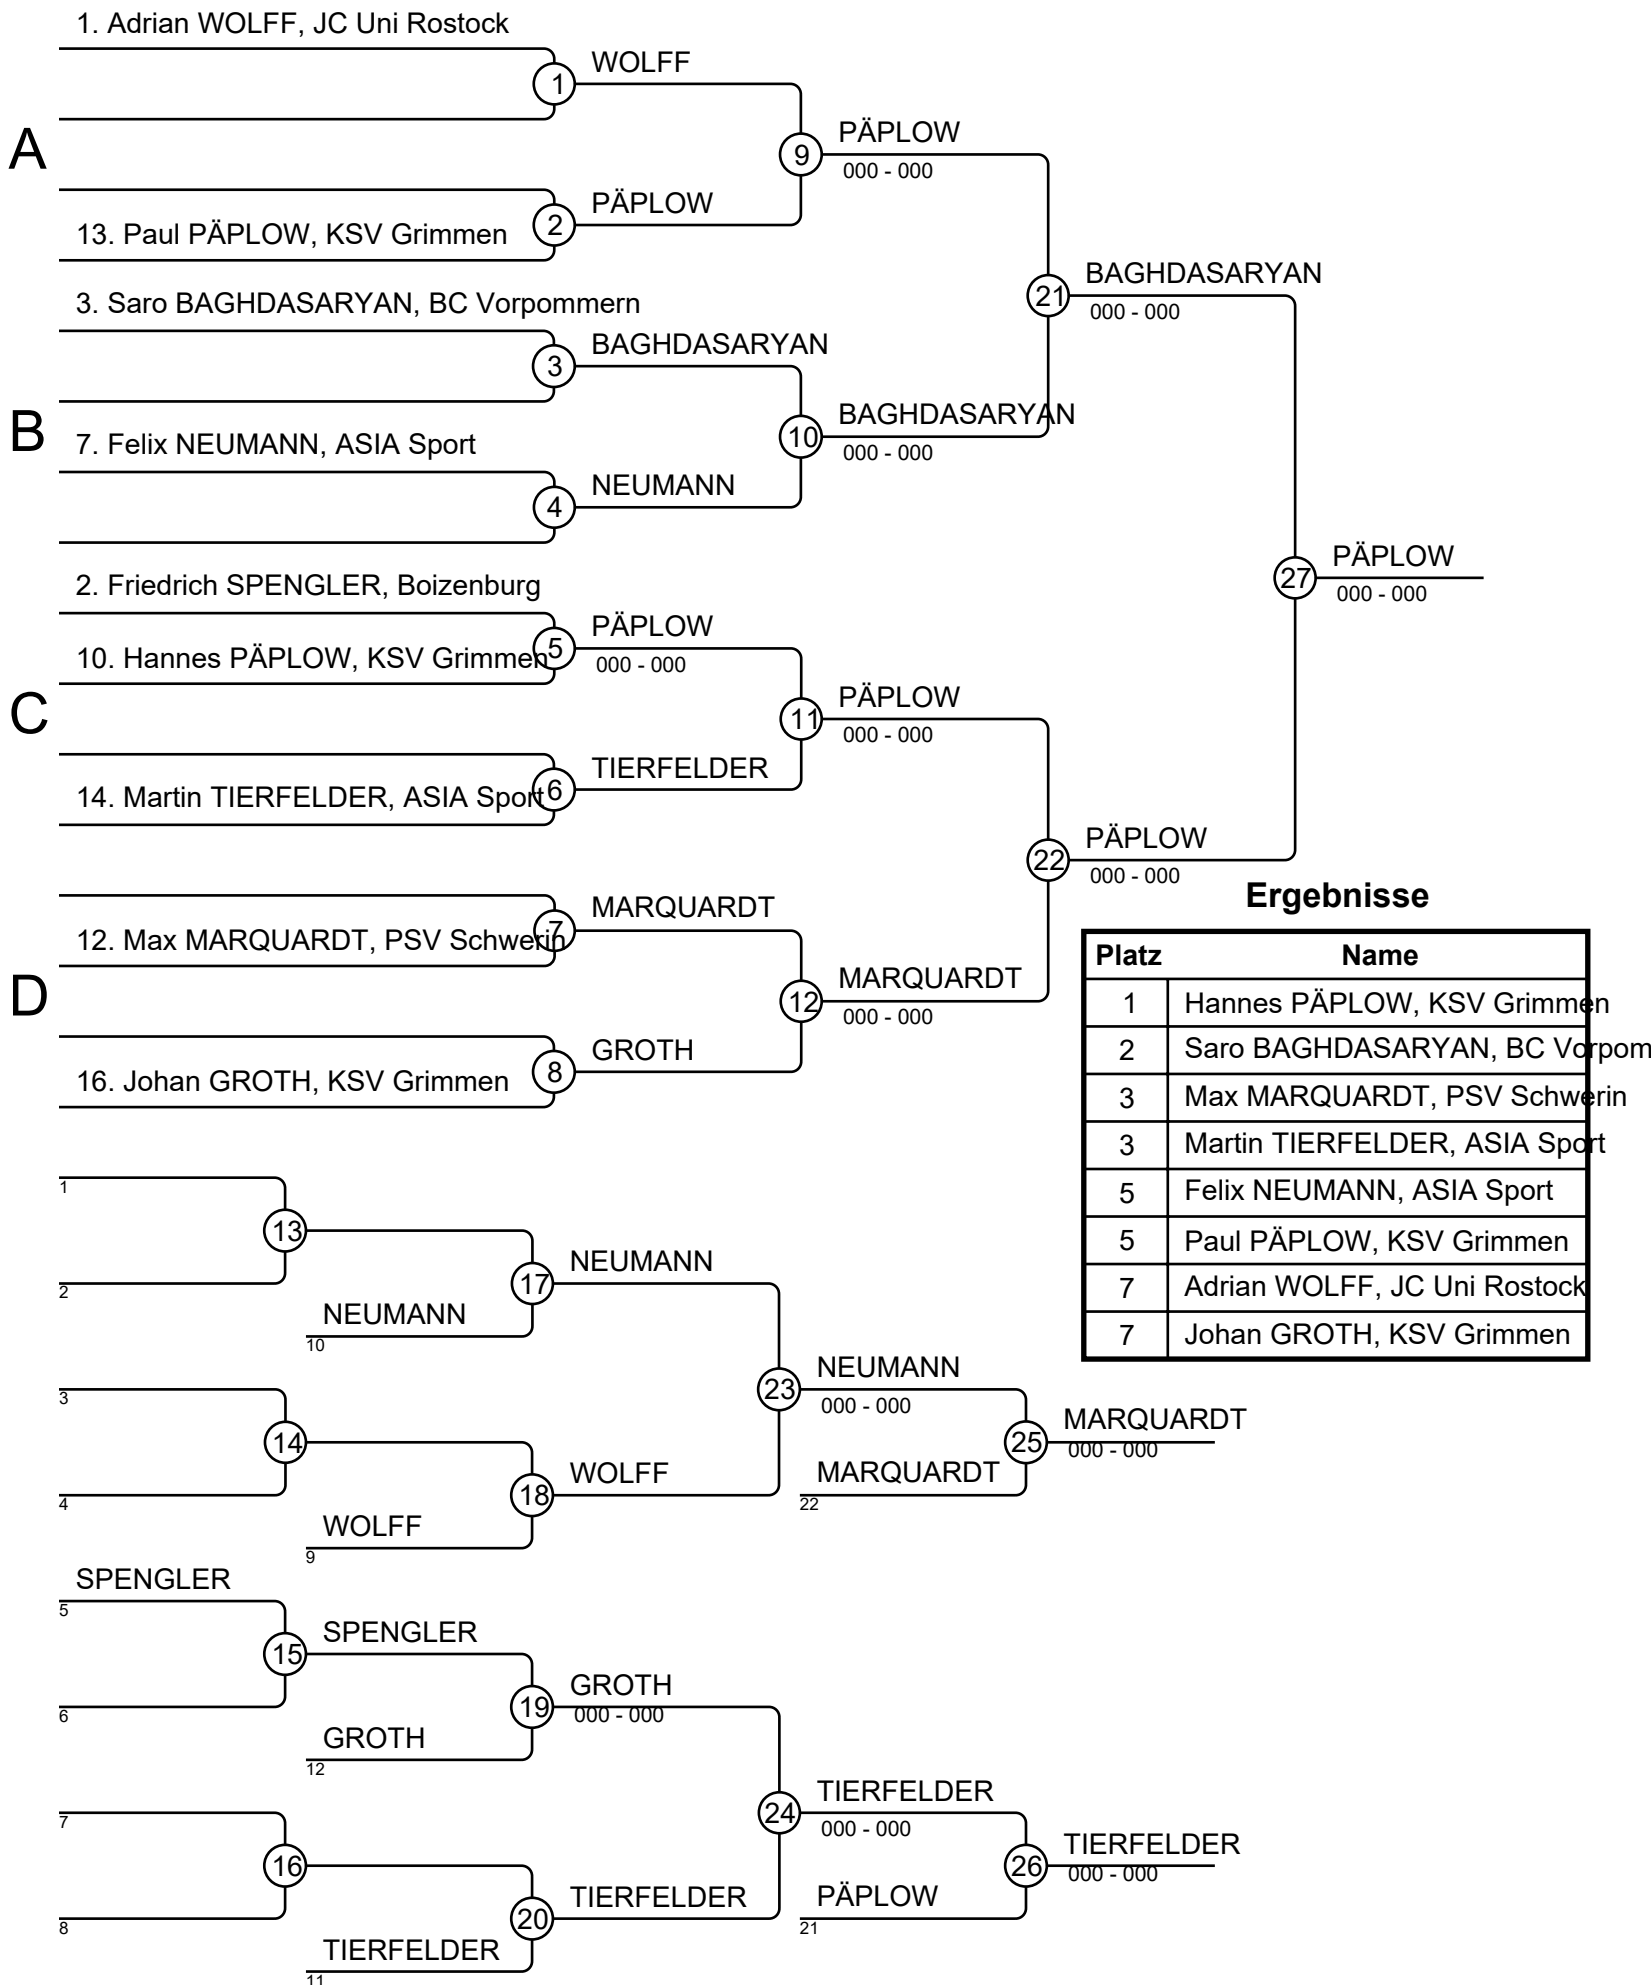 1. Adrian WOLFF, JC Uni Rostock
WOLFF
1
A
PÄPLOW
9
000 - 000
PÄPLOW
2
13. Paul PÄPLOW, KSV Grimmen
BAGHDASARYAN
21
000 - 000
3. Saro BAGHDASARYAN, BC Vorpommern
BAGHDASARYAN
3
B
BAGHDASARYAN
10
000 - 000
7. Felix NEUMANN, ASIA Sport
NEUMANN
4
PÄPLOW
27
000 - 000
2. Friedrich SPENGLER, Boizenburg
PÄPLOW
5
000 - 000
10. Hannes PÄPLOW, KSV Grimmen
C
PÄPLOW
11
000 - 000
TIERFELDER
6
14. Martin TIERFELDER, ASIA Sport
PÄPLOW
22
000 - 000
MARQUARDT
7
12. Max MARQUARDT, PSV Schwerin
D
MARQUARDT
12
000 - 000
GROTH
8
16. Johan GROTH, KSV Grimmen
Ergebnisse
Platz Name
1 Hannes PÄPLOW, KSV Grimmen
2 Saro BAGHDASARYAN, BC Vorpom
3 Max MARQUARDT, PSV Schwerin
3 Martin TIERFELDER, ASIA Sport
5 Felix NEUMANN, ASIA Sport
5 Paul PÄPLOW, KSV Grimmen
7 Adrian WOLFF, JC Uni Rostock
7 Johan GROTH, KSV Grimmen
1
13
2
NEUMANN
17
NEUMANN
10
NEUMANN
23
000 - 000
3
14
4
WOLFF
18
WOLFF
9
MARQUARDT
25
000 - 000
MARQUARDT
22
SPENGLER
5
SPENGLER
15
6
GROTH
19
000 - 000
GROTH
12
TIERFELDER
24
000 - 000
7
16
8
TIERFELDER
20
TIERFELDER
11
TIERFELDER
26
000 - 000
PÄPLOW
21